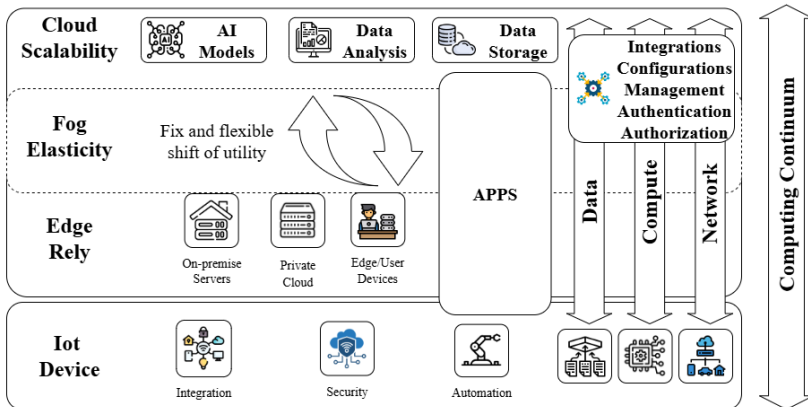 Cloud
Scalability
AI
Models
Data
Analysis
Data
Storage
Integrations
Configurations
Management
Authentication
Authorization
Fog
Elasticity
Fix and flexible
shift of utility
APPS
Data
Compute
Network
Computing Continuum
Edge
Rely
On-premise
Servers
Private
Cloud
Edge/User
Devices
Iot
Device
Integration
Security
Automation